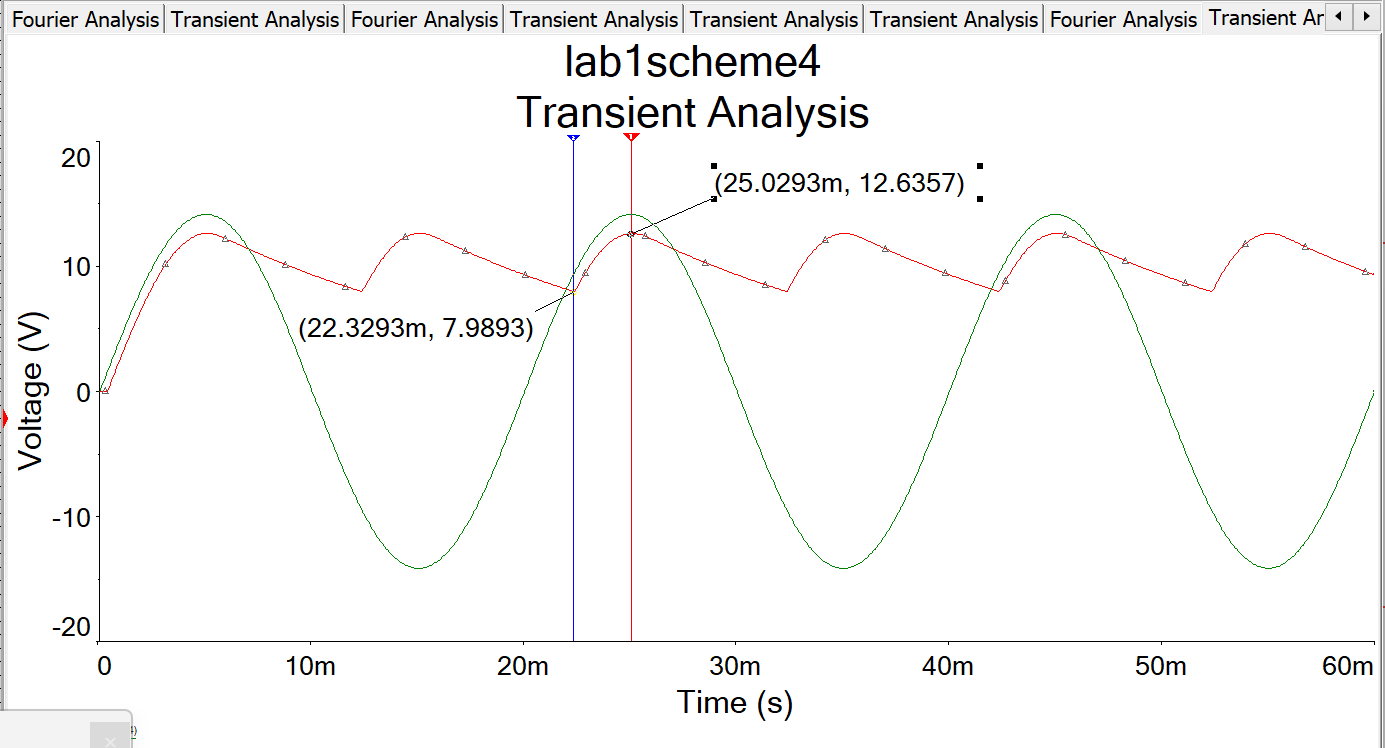 Fourier Analysis Transient Analysis Fourier Analysis Transient Analysis Transient Analysis Transient Analysis Fourier Analysis Transient Ar
lab1scheme4
Transient Analysis
20
(25.0293m, 12.6357)
10
(22.3293m, 7.9893)
Voltage (V)
0
-10
-20
0 10m 20m 30m 40m 50m 60m
Time (s)